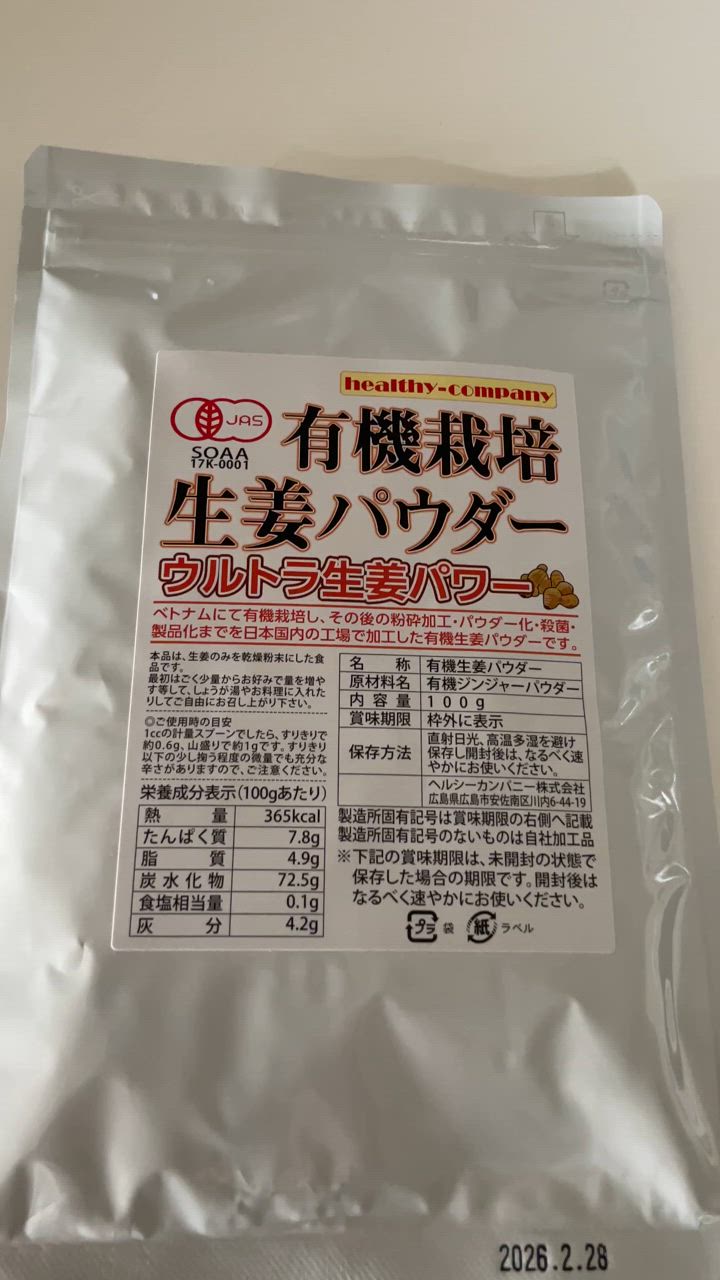 healthy-company
JAS
SOAA
17K-0001
有機栽培
生姜パウダー
ウルトラ生姜パワー
ベトナムにて有機栽培し、その後の粉砕加工・パウダー化・殺菌・
製品化までを日本国内の工場で加工した有機生姜パウダーです。
本品は、生姜のみを乾燥粉末にした食
品です。
最初はごく少量からお好みで量を増や
す等して、しょうが湯やお料理に入れた
りしてご自由にお召し上がり下さい。
◎ご使用時の目安
1ccの計量スプーンでしたら、すりきりで
約0.6g、山盛りで約1gです。すりきり
以下の少し掬う程度の微量でも充分な
辛さがありますので、ご注意ください。
栄養成分表示(100gあたり)
熱量 365kcal
たんぱく質 7.8g
脂質 4.9g
炭水化物 72.5g
食塩相当量 0.1g
灰分 4.2g
名称 有機生姜パウダー
原材料名 有機ジンジャーパウダー
内容量 100g
賞味期限 枠外に表示
保存方法 直射日光、高温多湿を避け
保存し開封後は、なるべく速
やかにお使いください。
ヘルシーカンパニー株式会社
広島県広島市安佐南区川内6-44-19
製造所固有記号は賞味期限の右側へ記載
製造所固有記号のないものは自社加工品
※下記の賞味期限は、未開封の状態で
保存した場合の期限です。開封後は
なるべく速やかにお使いください。
プラ 袋 紙 ラベル
2026.2.28